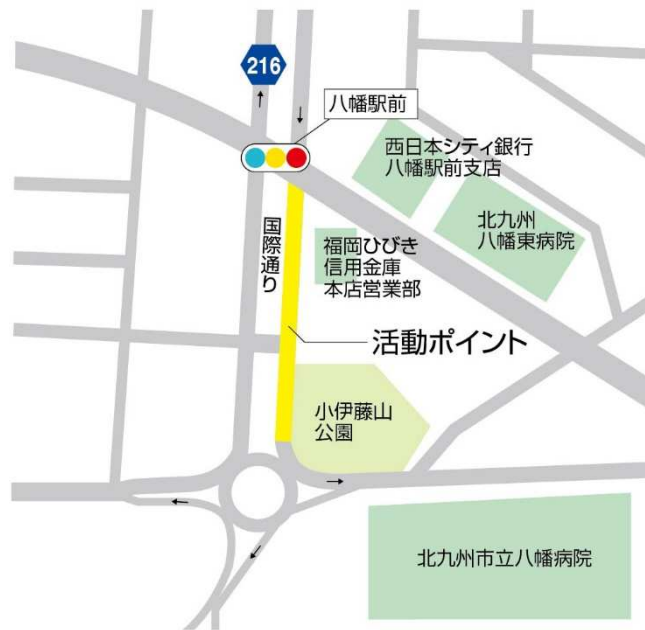 216
八幡駅前
西日本シティ銀行
八幡駅前支店
北九州
八幡東病院
国際通り
福岡ひびき
信用金庫
本店営業部
活動ポイント
小伊藤山
公園
北九州市立八幡病院